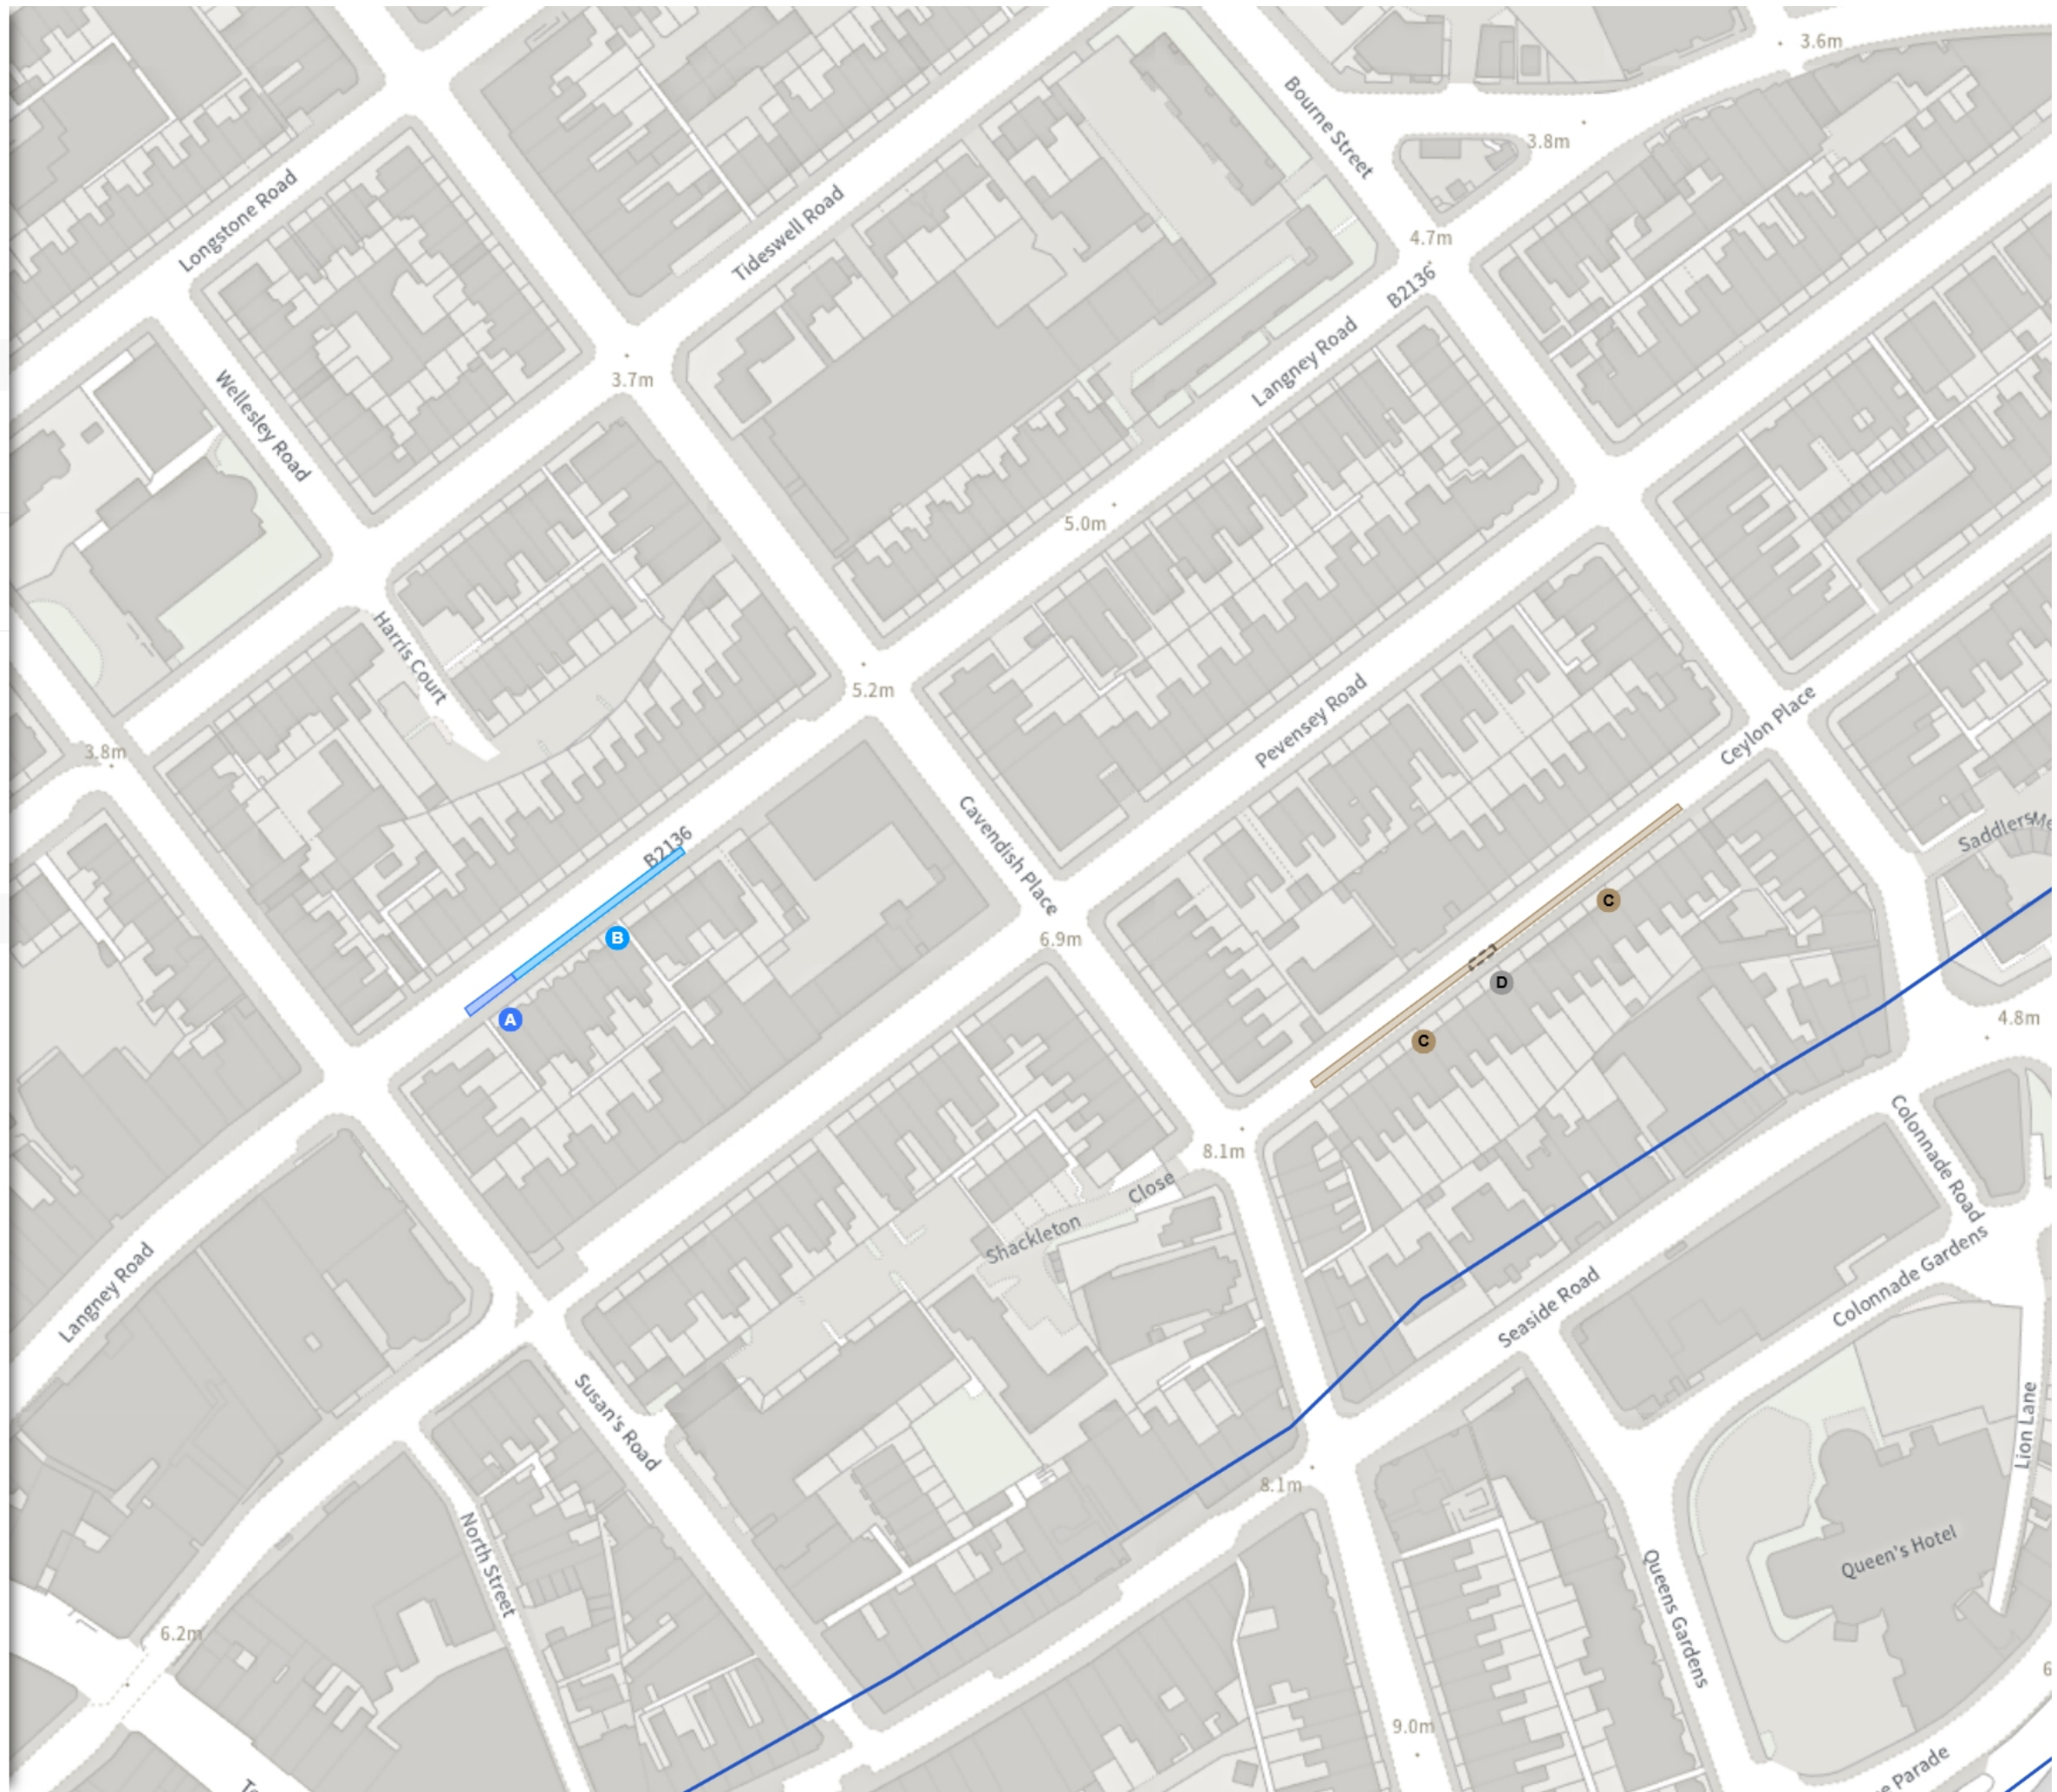 3.6m
Bourne Street
3.8m
Longstone Road
Tideswell Road
4.7m
B2136
Langney Road
3.7m
Wellesley Road
5.0m
Harris Court
5.2m
Pevensey Road
Ceylon Place
3.8m
Cavendish Place
B2136
Saddlers Me
C
B
6.9m
D
A
C
4.8m
8.1m
Close
Shackleton
Colonnade Road
Langney Road
Seaside Road
Colonnade Gardens
Susan's Road
Lion Lane
8.1m
North Street
Queen's Hotel
Queens Gardens
6.2m
9.0m
6
e Parade
Te